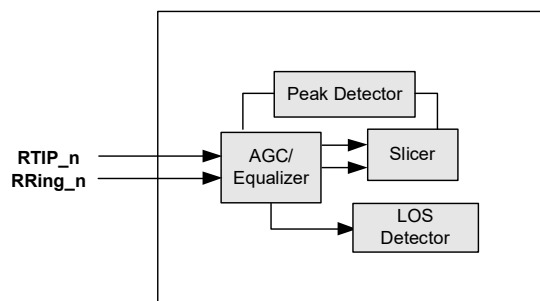 Peak Detector
RTIP_n
RRing_n
AGC/
Equalizer
Slicer
LOS
Detector